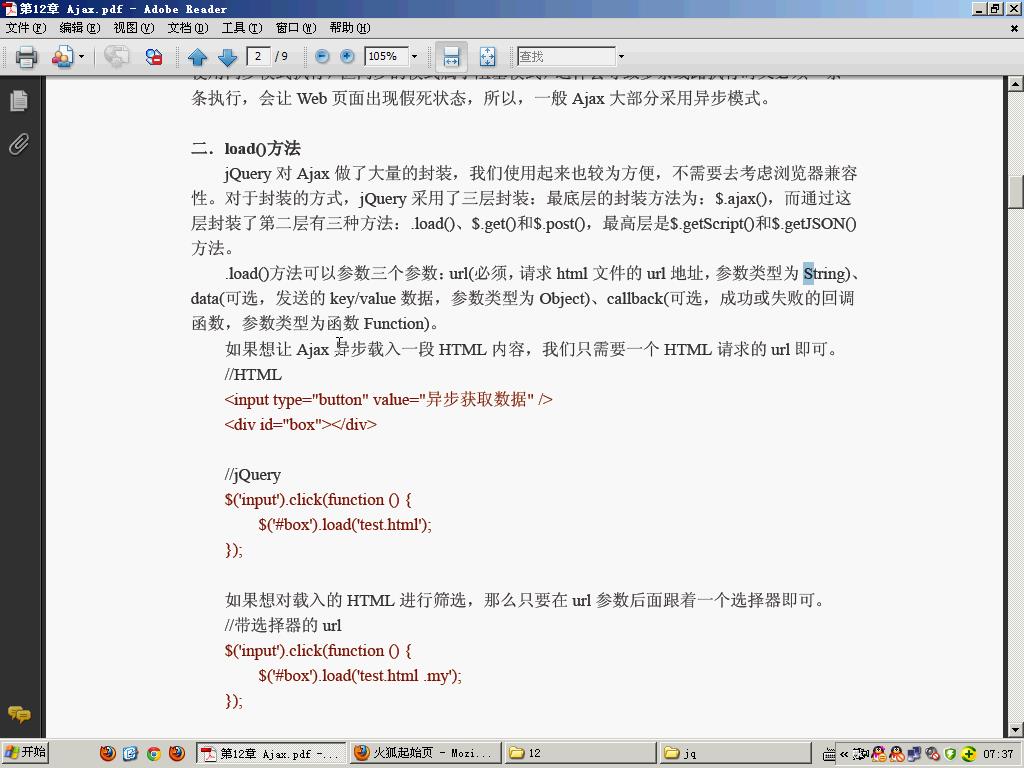 第12章 Ajax.pdf - Adobe Reader
文件(F) 编辑(E) 视图(V) 文档(D) 工具(T) 窗口(W) 帮助(H)
2 / 9 105% 查找
条执行，会让 Web 页面出现假死状态，所以，一般 Ajax 大部分采用异步模式。
二．load()方法
jQuery 对 Ajax 做了大量的封装，我们使用起来也较为方便，不需要去考虑浏览器兼容
性。对于封装的方式，jQuery 采用了三层封装：最底层的封装方法为：$.ajax()，而通过这
层封装了第二层有三种方法：.load()、$.get()和$.post()，最高层是$.getScript()和$.getJSON()
方法。
.load()方法可以参数三个参数：url(必须，请求 html 文件的 url 地址，参数类型为 String)、
data(可选，发送的 key/value 数据，参数类型为 Object)、callback(可选，成功或失败的回调
函数，参数类型为函数 Function)。
如果想让 Ajax 异步载入一段 HTML 内容，我们只需要一个 HTML 请求的 url 即可。
//HTML
<input type="button" value="异步获取数据" />
<div id="box"></div>
//jQuery
$('input').click(function () {
$('#box').load('test.html');
});
如果想对载入的 HTML 进行筛选，那么只要在 url 参数后面跟着一个选择器即可。
//带选择器的 url
$('input').click(function () {
$('#box').load('test.html .my');
});
开始 第12章 Ajax.pdf -... 火狐起始页 - Mozi... 12 jq 07:37